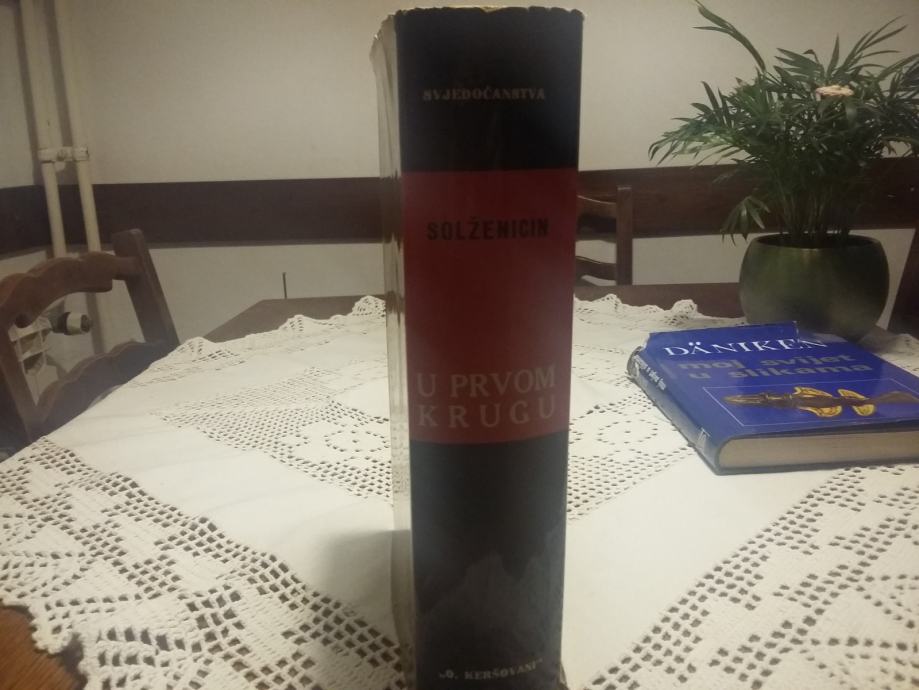 SVJEDOČANSTVA
SOLŽENICIN
U PRVOM
KRUGU
„O. KERŠOVANI"
DÄNIKEN
moj svijet
u slikama